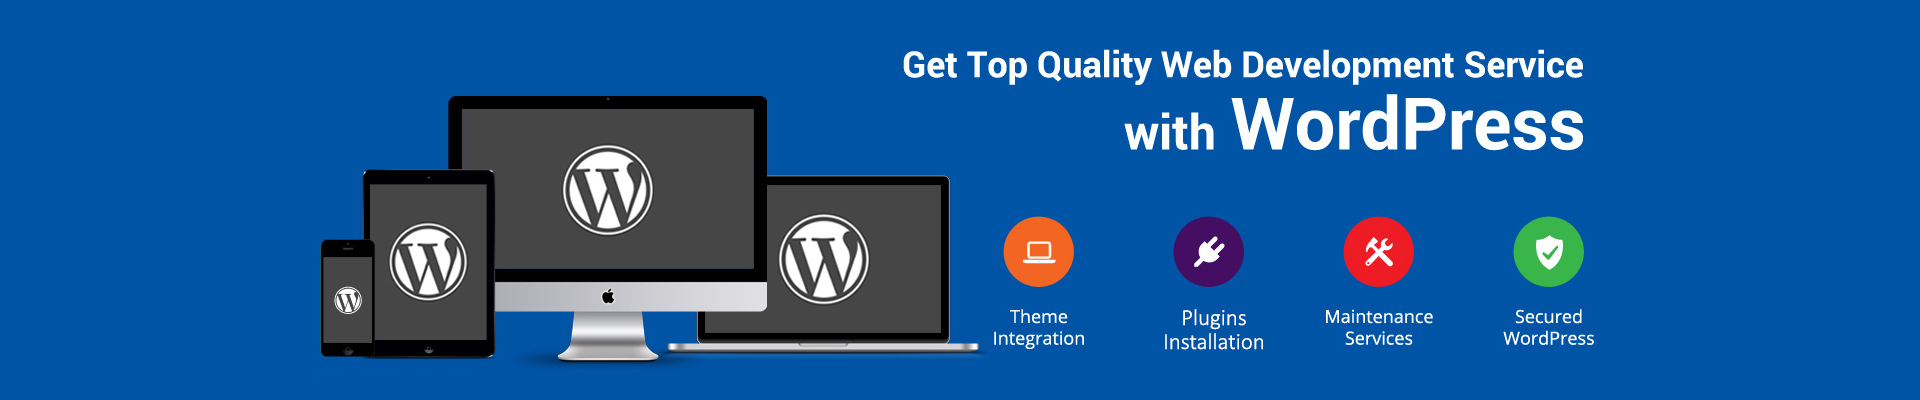 Get Top Quality Web Development Service
with WordPress
Theme
Integration
Plugins
Installation
Maintenance
Services
Secured
WordPress